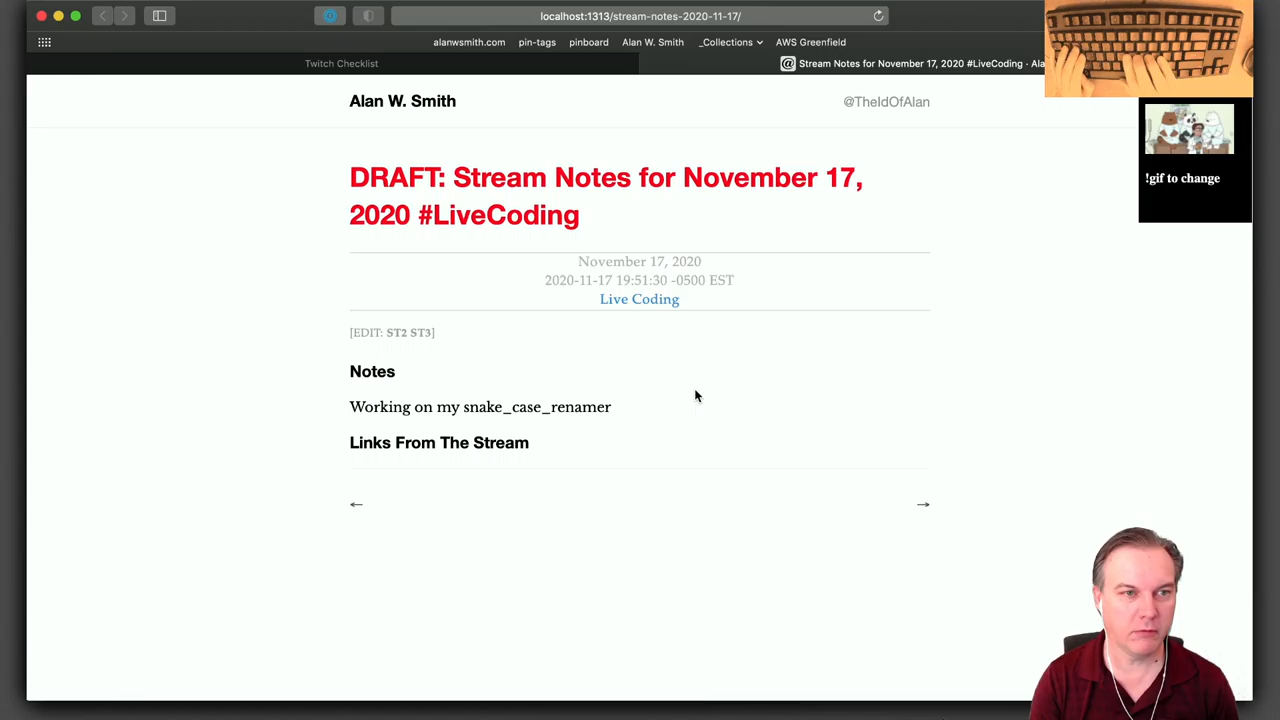 localhost:1313/stream-notes-2020-11-17/
alanwsmith.com pin-tags pinboard Alan W. Smith _Collections AWS Greenfield
Twitch Checklist
@ Stream Notes for November 17, 2020 #LiveCoding - Ala
Alan W. Smith
@TheIdOfAlan
!gif to change
DRAFT: Stream Notes for November 17,
2020 #LiveCoding
November 17, 2020
2020-11-17 19:51:30 -0500 EST
Live Coding
[EDIT: ST2 ST3]
Notes
Working on my snake_case_renamer
Links From The Stream
← →